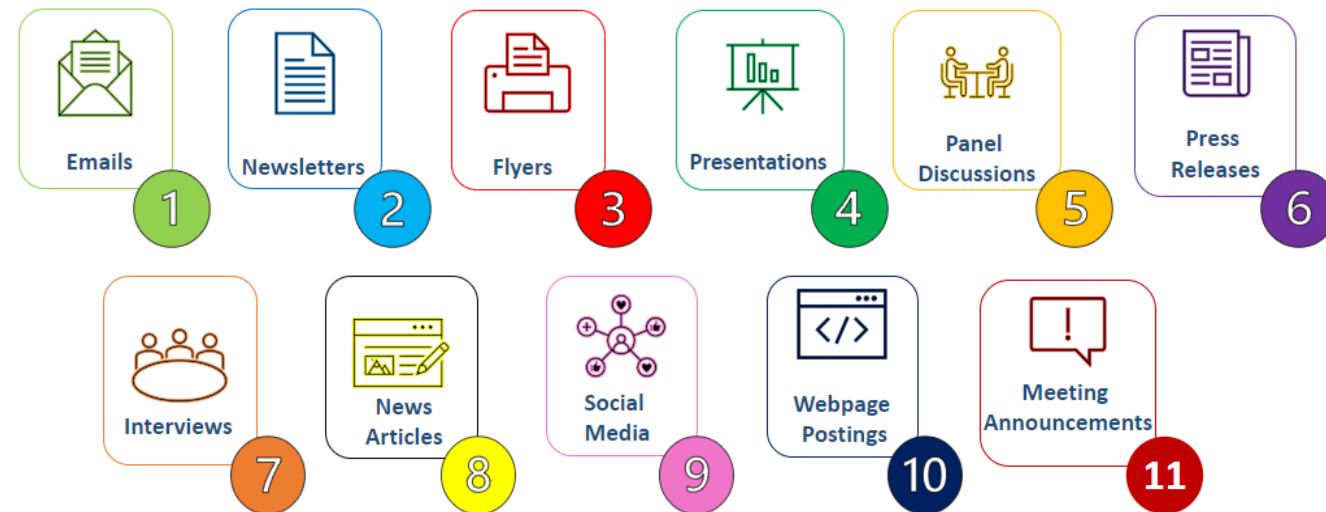 Emails
1
Newsletters
2
Flyers
3
Presentations
4
Panel
Discussions
5
Press
Releases
6
Interviews
7
News
Articles
8
Social
Media
9
</>
Webpage
Postings
10
!
Meeting
Announcements
11